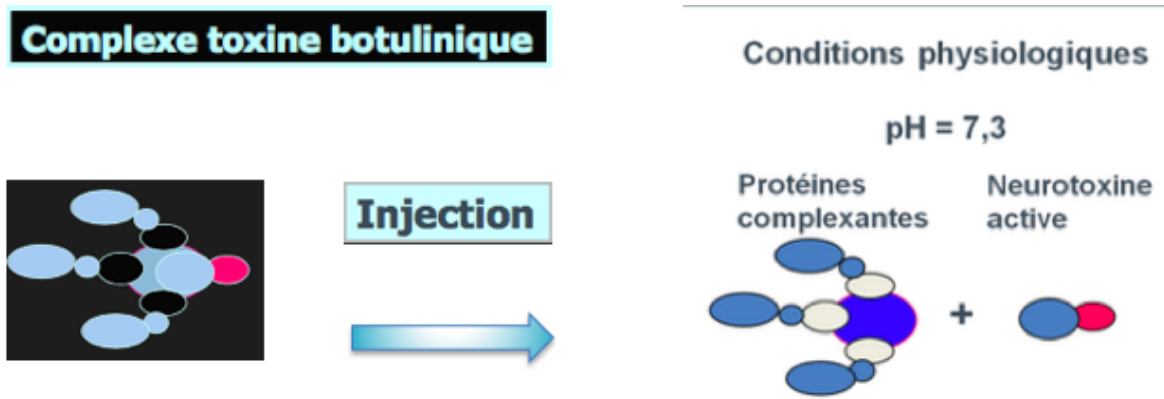 Complexe toxine botulinique
Injection
Conditions physiologiques
pH = 7,3
Protéines
complexantes
Neurotoxine
active
+